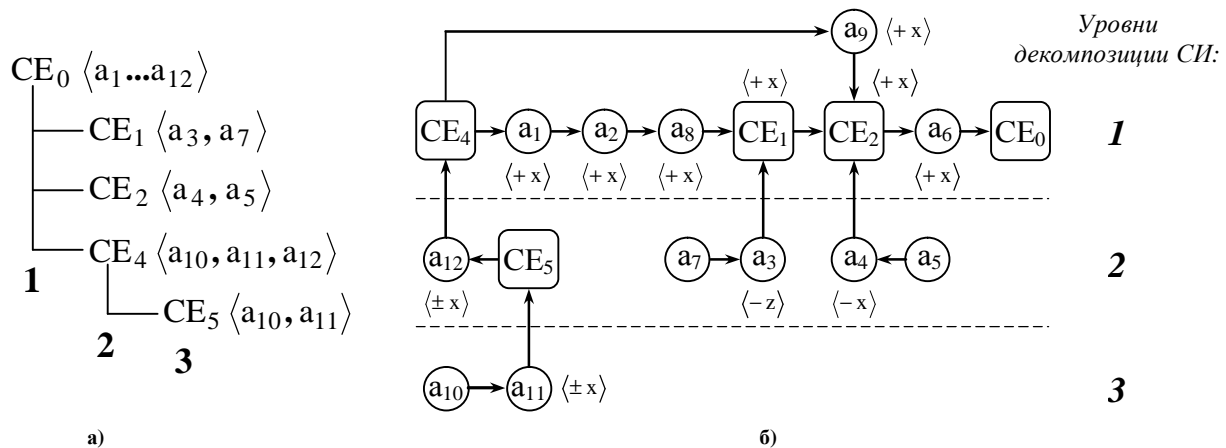 CE0 ⟨a1...a12⟩
CE1 ⟨a3, a7⟩
CE2 ⟨a4, a5⟩
CE4 ⟨a10, a11, a12⟩
1
CE5 ⟨a10, a11⟩
2 3
а)
Уровни
декомпозиции СИ:
a9 ⟨+ x⟩
⟨+ x⟩ ⟨+ x⟩
CE4 a1 a2 a8 CE1 CE2 a6 CE0 1
⟨+ x⟩ ⟨+ x⟩ ⟨+ x⟩ ⟨+ x⟩
a12 CE5 a7 a3 a4 a5 2
⟨± x⟩ ⟨− z⟩ ⟨− x⟩
a10 a11 ⟨± x⟩ 3
б)